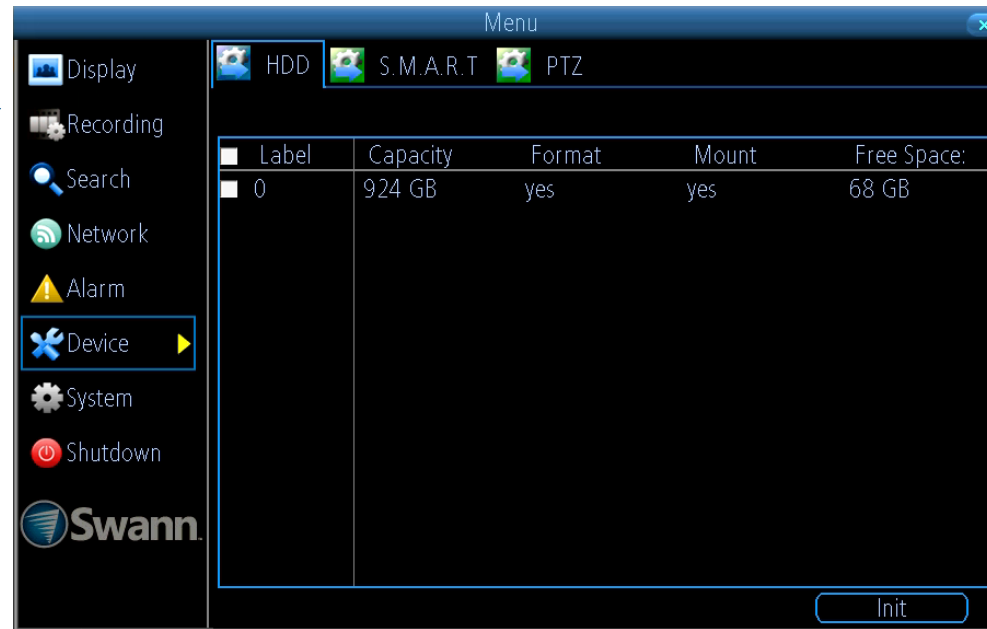 Menu
Display
Recording
Search
Network
Alarm
Device
System
Shutdown
Swann
HDD S.M.A.R.T PTZ
Label Capacity Format Mount Free Space:
0 924 GB yes yes 68 GB
Init